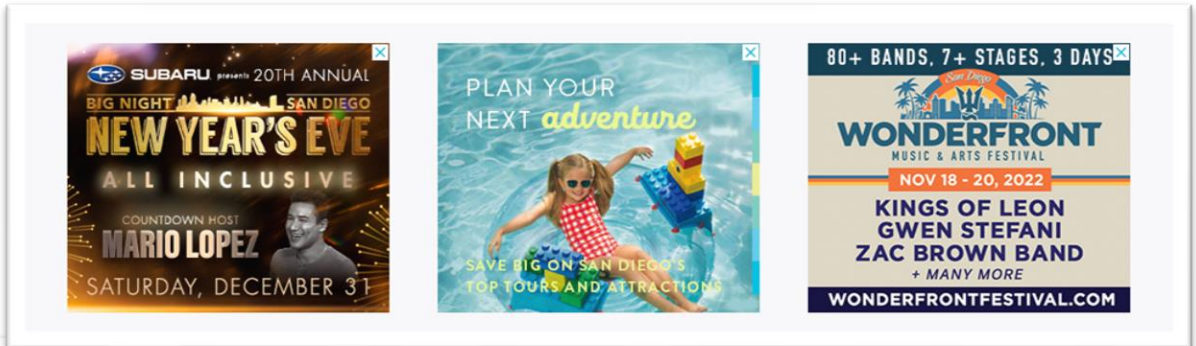 SUBARU presents 20TH ANNUAL
BIG NIGHT SAN DIEGO
NEW YEAR'S EVE
ALL INCLUSIVE
COUNTDOWN HOST
MARIO LOPEZ
SATURDAY, DECEMBER 31
PLAN YOUR
NEXT adventure
SAVE BIG ON SAN DIEGO'S
TOP TOURS AND ATTRACTIONS
80+ BANDS, 7+ STAGES, 3 DAYS
San Diego
WONDERFRONT
MUSIC & ARTS FESTIVAL
NOV 18 - 20, 2022
KINGS OF LEON
GWEN STEFANI
ZAC BROWN BAND
+ MANY MORE
WONDERFRONTFESTIVAL.COM